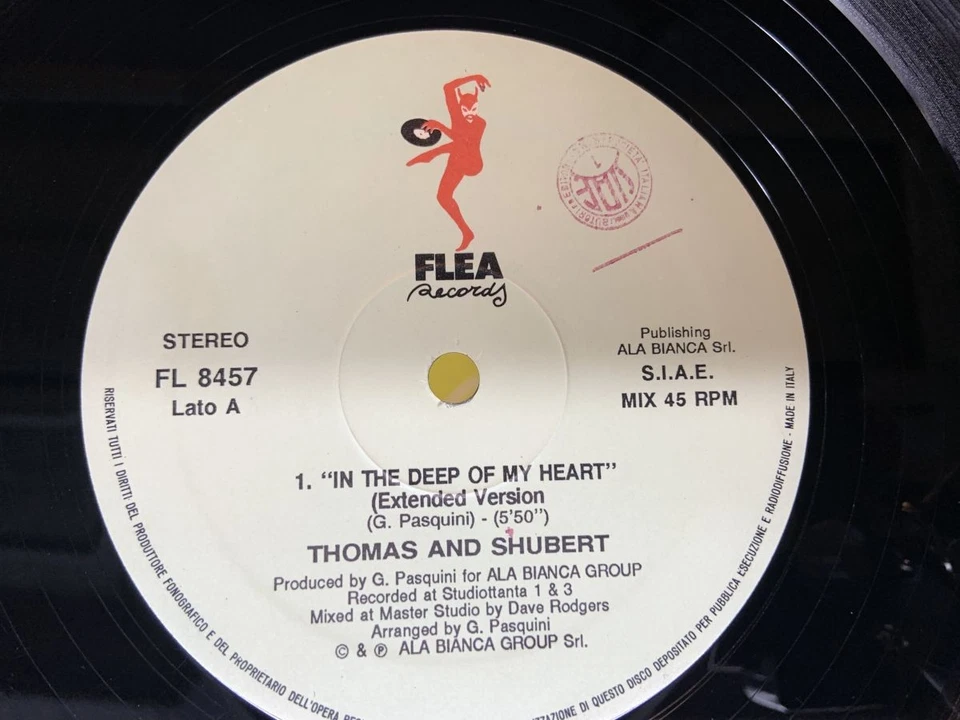 FLEA
Records
STEREO
FL 8457
Lato A
Publishing
ALA BIANCA Srl.
S.I.A.E.
MIX 45 RPM
1. "IN THE DEEP OF MY HEART"
(Extended Version
(G. Pasquini) - (5'50")
THOMAS AND SHUBERT
Produced by G. Pasquini for ALA BIANCA GROUP
Recorded at Studiottanta 1 & 3
Mixed at Master Studio by Dave Rodgers
Arranged by G. Pasquini
© & ℗ ALA BIANCA GROUP Srl.
RISERVATI TUTTI I DIRITTI DEL PRODUTTORE FONOGRAFICO E DEL PROPRIETARIO DELL'OPERA
DI QUESTO DISCO DEPOSITATO PER PUBBLICA ESECUZIONE E RADIODIFFUSIONE - MADE IN ITALY